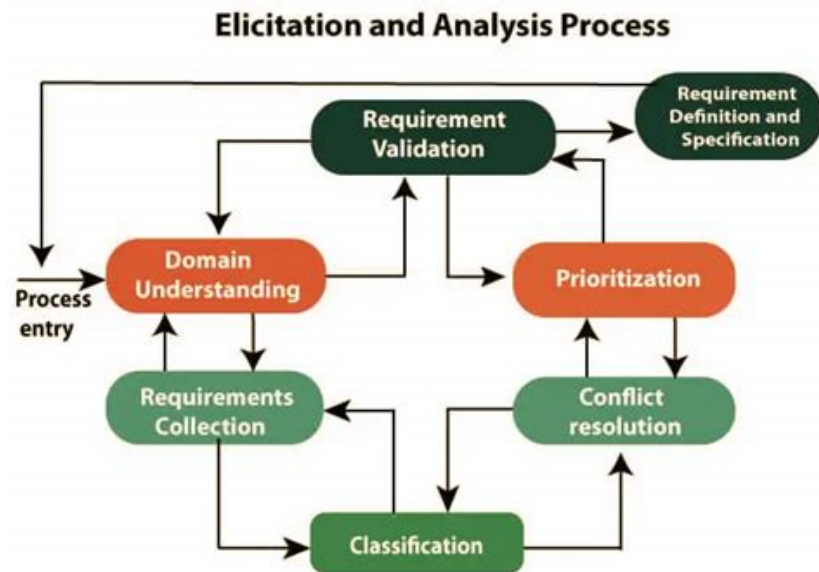 Elicitation and Analysis Process
Requirement
Definition and
Specification
Requirement
Validation
Domain
Understanding
Prioritization
Process
entry
Requirements
Collection
Conflict
resolution
Classification